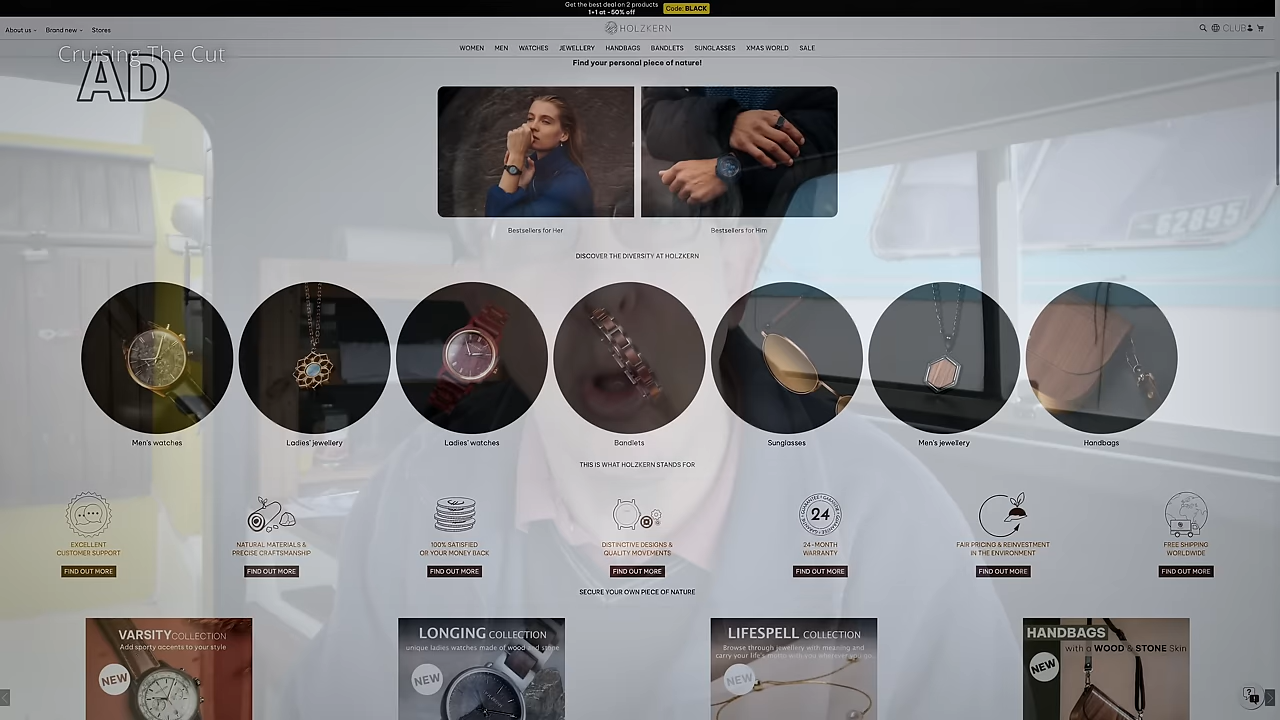 Get the best deal on 2 products
1+1 at -50% off
Code: BLACK
About us
Brand new
Stores
HOLZKERN
CLUB
WOMEN
MEN
WATCHES
JEWELLERY
HANDBAGS
BANDLETS
SUNGLASSES
XMAS WORLD
SALE
Cruising The Cut
AD
Find your personal piece of nature!
Bestsellers for Her
Bestsellers for Him
62895
DISCOVER THE DIVERSITY AT HOLZKERN
Men's watches
Ladies' jewellery
Ladies' watches
Bandlets
Sunglasses
Men's jewellery
Handbags
THIS IS WHAT HOLZKERN STANDS FOR
24
EXCELLENT
CUSTOMER SUPPORT
NATURAL MATERIALS &
PRECISE CRAFTSMANSHIP
100% SATISFIED
OR YOUR MONEY BACK
DISTINCTIVE DESIGNS &
QUALITY MOVEMENTS
24-MONTH
WARRANTY
FAIR PRICING & REINVESTMENT
IN THE ENVIRONMENT
FREE SHIPPING
WORLDWIDE
FIND OUT MORE
FIND OUT MORE
FIND OUT MORE
FIND OUT MORE
FIND OUT MORE
FIND OUT MORE
FIND OUT MORE
SECURE YOUR OWN PIECE OF NATURE
VARSITY COLLECTION
Add sporty accents to your style
NEW
LONGING COLLECTION
unique ladies watches made of wood and stone
NEW
LIFESPELL COLLECTION
Browse through jewellery with meaning and
carry your life's motto with you wherever you go.
NEW
HANDBAGS
with a WOOD & STONE Skin
NEW